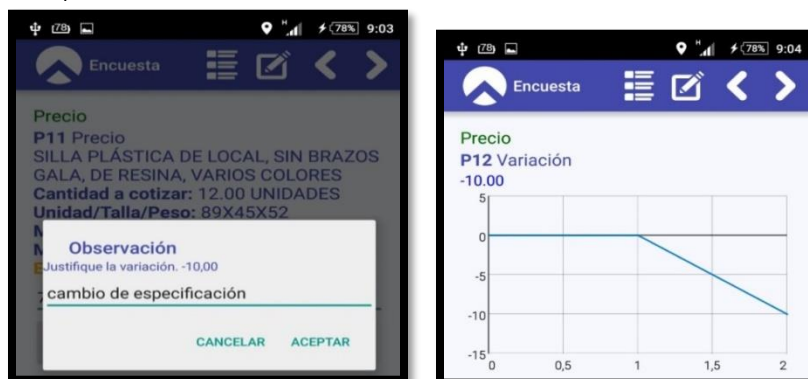 (78) H 78% 9:03
Encuesta
Precio
P11 Precio
SILLA PLÁSTICA DE LOCAL, SIN BRAZOS
GALA, DE RESINA, VARIOS COLORES
Cantidad a cotizar: 12.00 UNIDADES
Unidad/Talla/Peso: 89X45X52
Observación
Justifique la variación. -10,00
cambio de especificación
CANCELAR ACEPTAR
(78) H 78% 9:04
Encuesta
Precio
P12 Variación
-10.00
5
0
-5
-10
-15
0 0,5 1 1,5 2